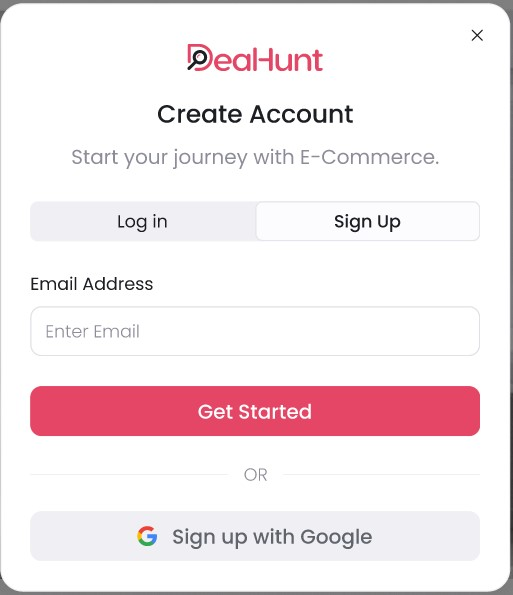 DealHunt
Create Account
Start your journey with E-Commerce.
Log in
Sign Up
Email Address
Enter Email
Get Started
OR
Sign up with Google